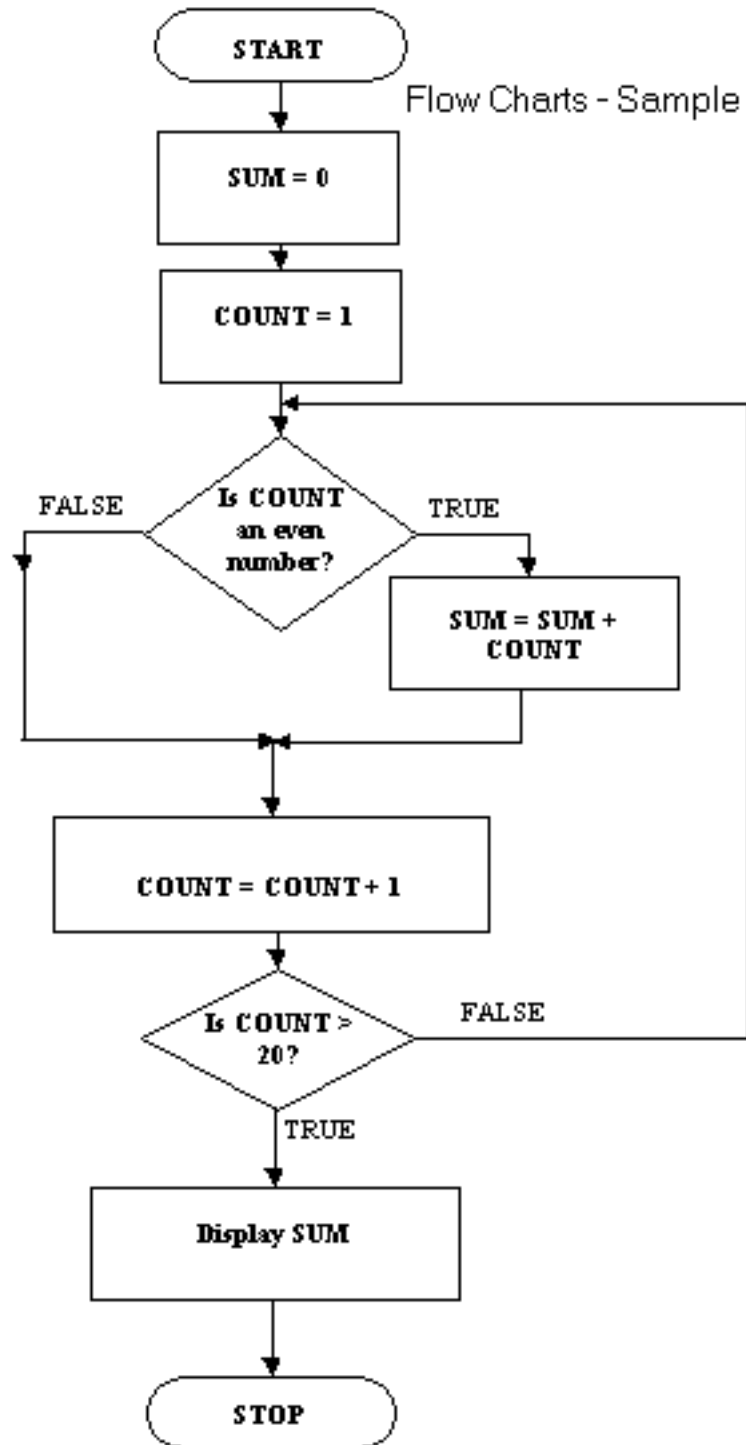 START
Flow Charts - Sample
SUM = 0
COUNT = 1
FALSE
Is COUNT
an even
number?
TRUE
SUM = SUM +
COUNT
COUNT = COUNT + 1
Is COUNT >
20?
FALSE
TRUE
Display SUM
STOP